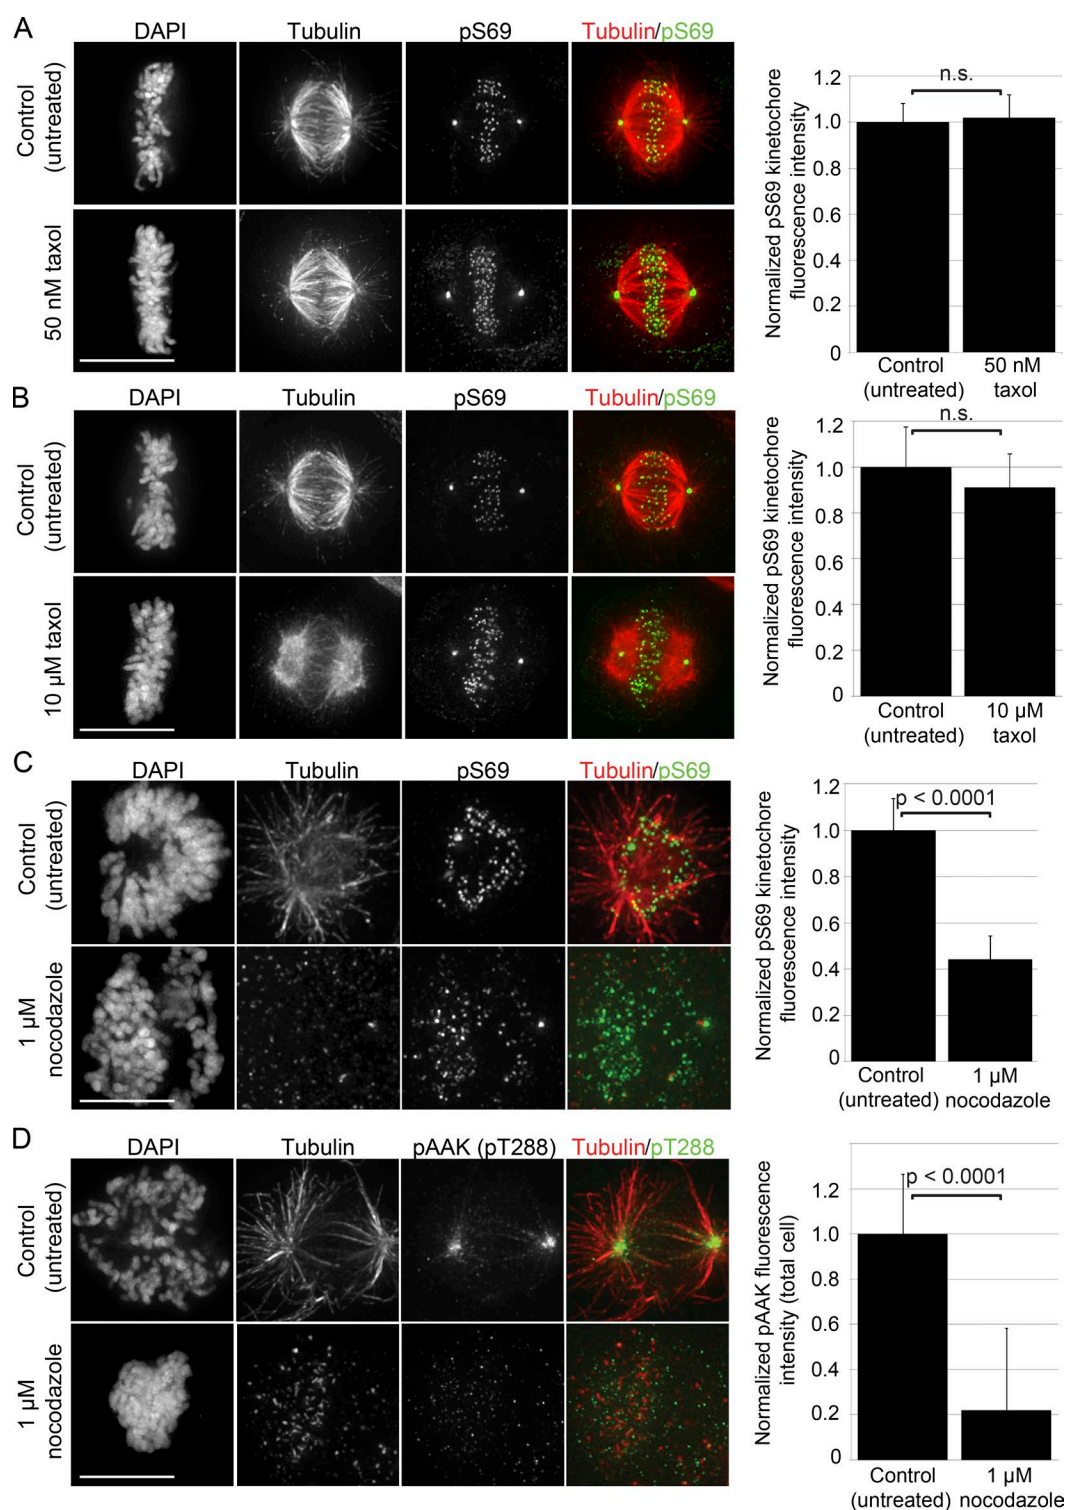 A
DAPI Tubulin pS69 Tubulin/pS69
Control
(untreated)
50 nM taxol
Normalized pS69 kinetochore
fluorescence intensity
1.2
1.0
0.8
0.6
0.4
0.2
0
n.s.
Control
(untreated)
50 nM
taxol
B
DAPI Tubulin pS69 Tubulin/pS69
Control
(untreated)
10 µM taxol
Normalized pS69 kinetochore
fluorescence intensity
1.2
1.0
0.8
0.6
0.4
0.2
0
n.s.
Control
(untreated)
10 µM
taxol
C
DAPI Tubulin pS69 Tubulin/pS69
Control
(untreated)
1 µM
nocodazole
Normalized pS69 kinetochore
fluorescence intensity
1.2
1.0
0.8
0.6
0.4
0.2
0
p < 0.0001
Control
(untreated)
1 µM
nocodazole
D
DAPI Tubulin pAAK (pT288) Tubulin/pT288
Control
(untreated)
1 µM
nocodazole
Normalized pAAK fluorescence
intensity (total cell)
1.2
1.0
0.8
0.6
0.4
0.2
0
p < 0.0001
Control
(untreated)
1 µM
nocodazole